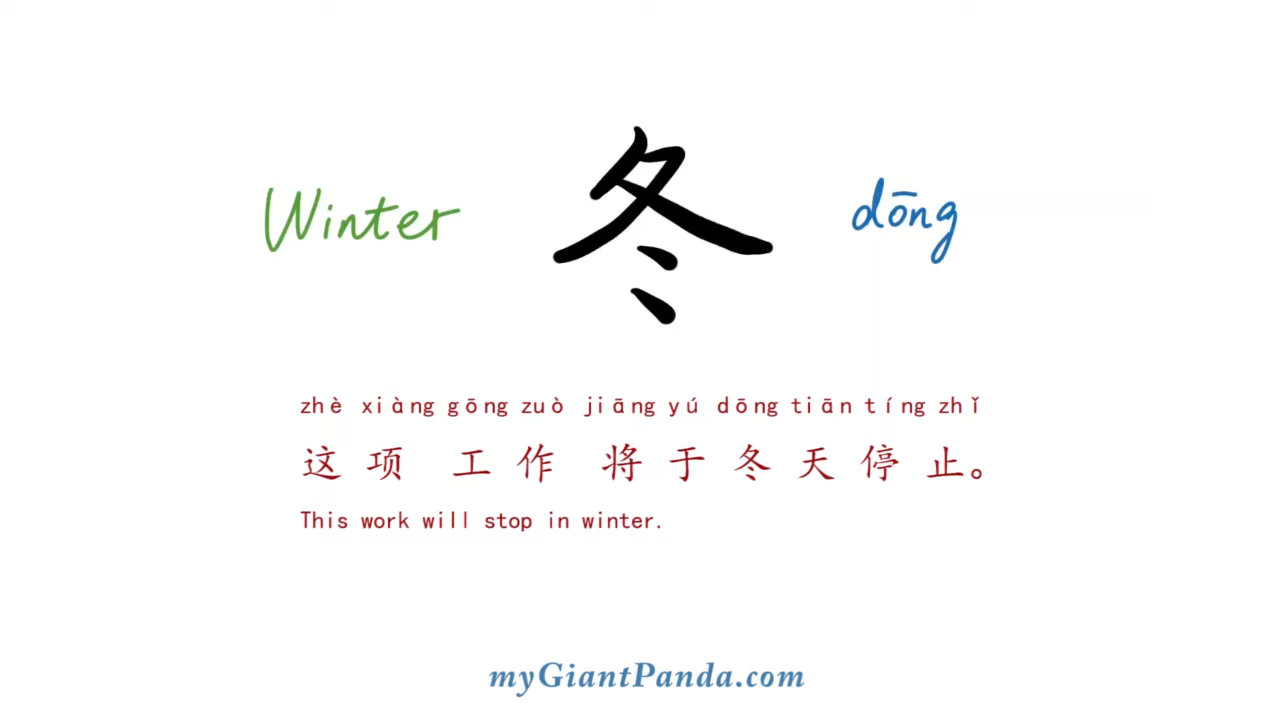 Winter 冬 dōng
zhè xiàng gōng zuò jiāng yú dōng tiān tíng zhǐ
这项 工作 将于冬天停止。
This work will stop in winter.
myGiantPanda.com